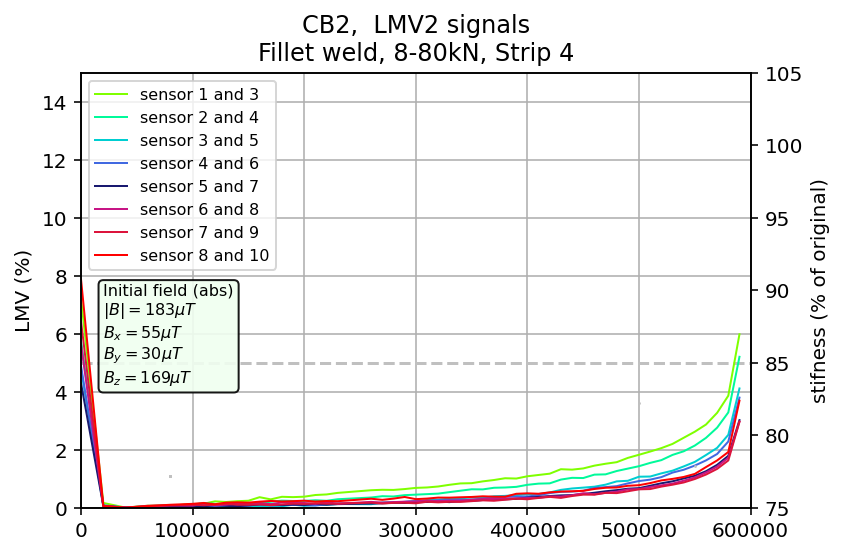 CB2,  LMV2 signals
Fillet weld, 8-80kN, Strip 4
LMV (%)
14
12
10
8
6
4
2
0
sensor 1 and 3
sensor 2 and 4
sensor 3 and 5
sensor 4 and 6
sensor 5 and 7
sensor 6 and 8
sensor 7 and 9
sensor 8 and 10
Initial field (abs)
|B| = 183μT
Bₓ = 55μT
B_y = 30μT
B_z = 169μT
105
100
95
90
85
80
75
stifness (% of original)
0 100000 200000 300000 400000 500000 600000